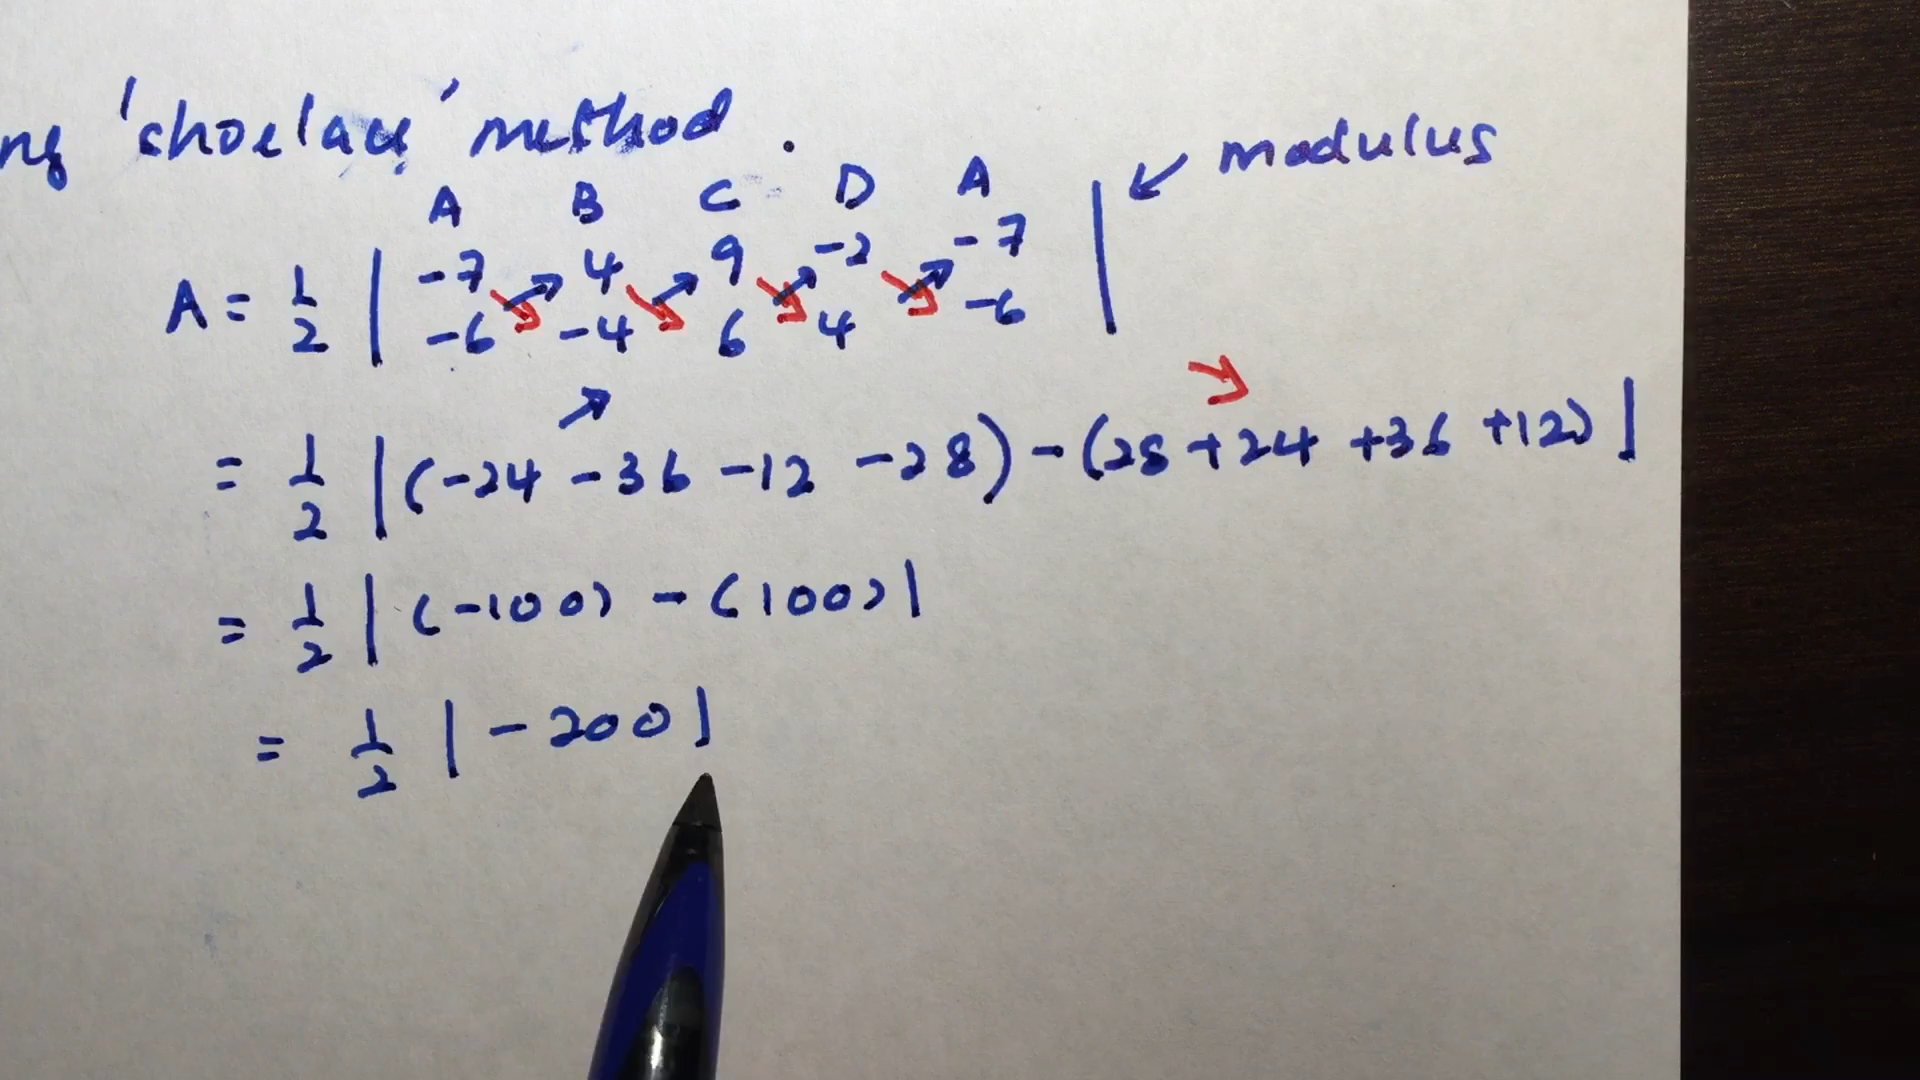 'shoelace' method.
modulus
A B C D A
A = 1/2 | -7 4 9 -2 -7
-6 -4 6 4 -6 |
= 1/2 |(-24 -36 -12 -28) - (28 +24 +36 +12)|
= 1/2 |(-100) - (100)|
= 1/2 |-200|